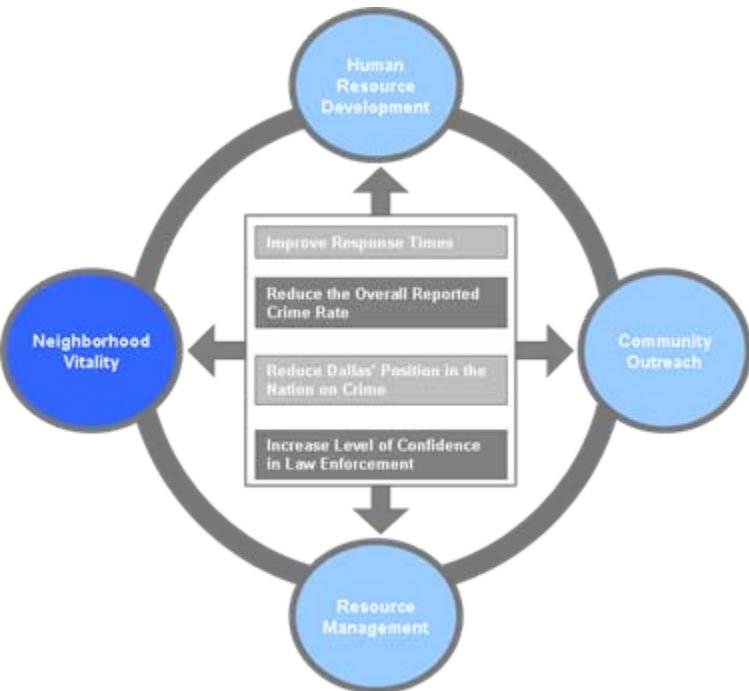 Human
Resource
Development
Improve Response Times
Reduce the Overall Reported
Crime Rate
Neighborhood
Vitality
Community
Outreach
Reduce Dallas' Position in the
Nation on Crime
Increase Level of Confidence
in Law Enforcement
Resource
Management